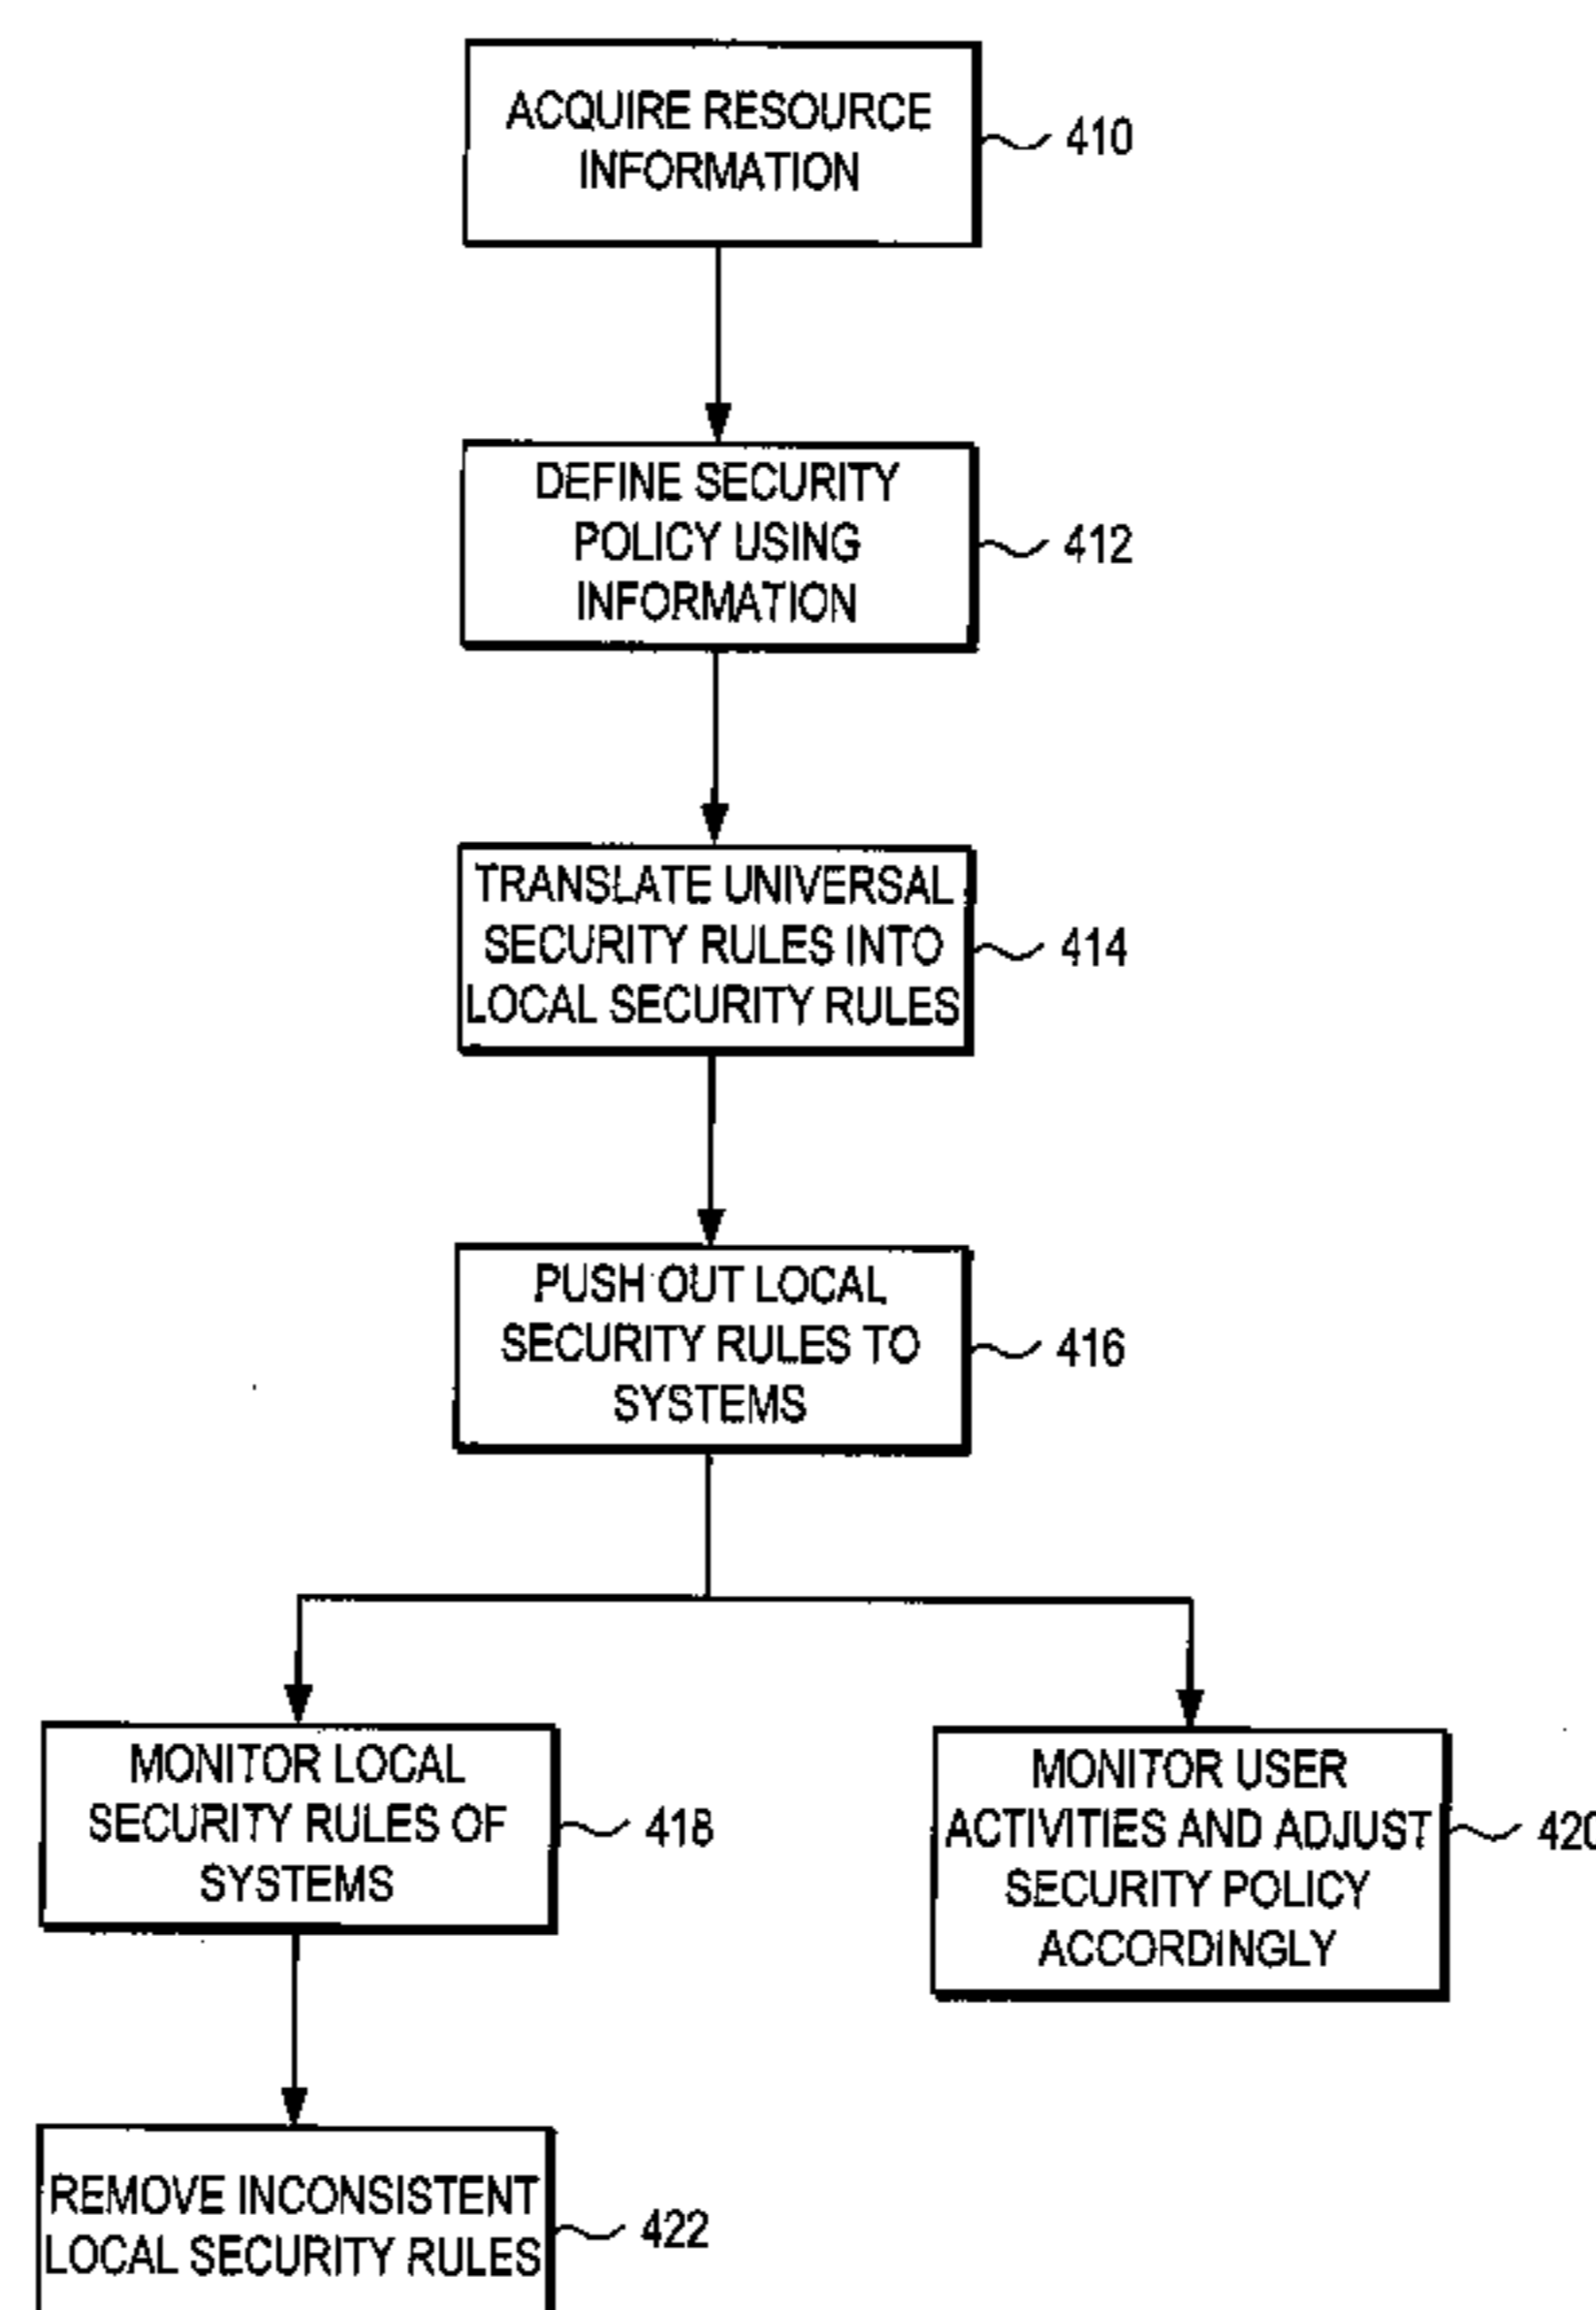 ACQUIRE RESOURCE
INFORMATION
410
DEFINE SECURITY
POLICY USING
INFORMATION
412
TRANSLATE UNIVERSAL
SECURITY RULES INTO
LOCAL SECURITY RULES
414
PUSH OUT LOCAL
SECURITY RULES TO
SYSTEMS
416
MONITOR LOCAL
SECURITY RULES OF
SYSTEMS
418
MONITOR USER
ACTIVITIES AND ADJUST
SECURITY POLICY
ACCORDINGLY
420
REMOVE INCONSISTENT
LOCAL SECURITY RULES
422